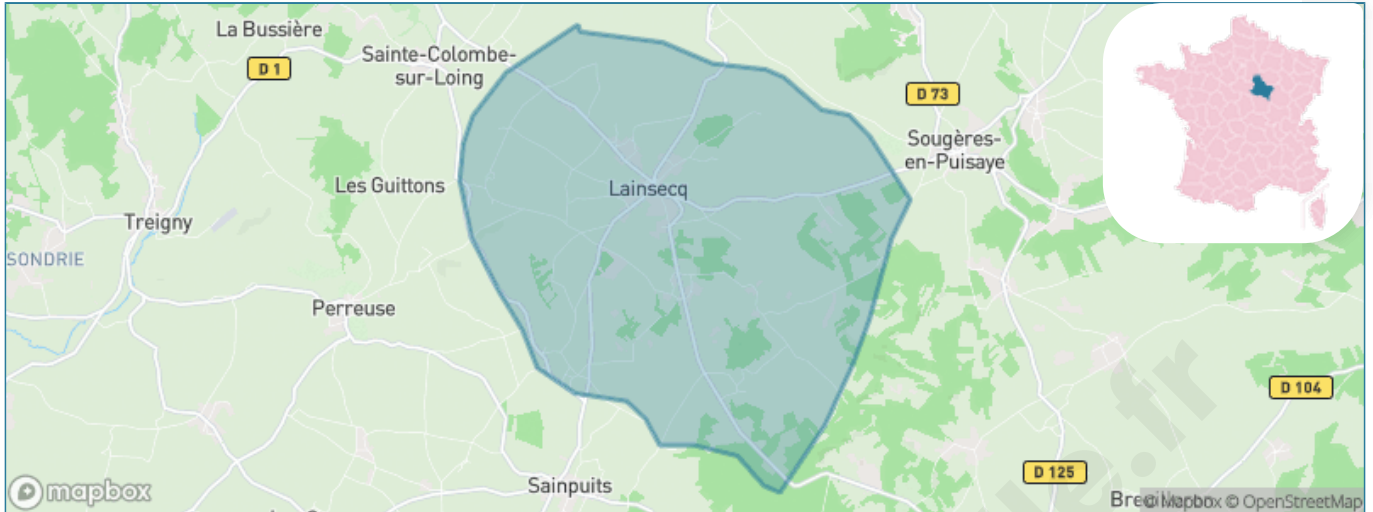 La Bussière
Sainte-Colombe-
sur-Loing
D 1
D 73
Sougères-
en-Puisaye
Les Guittons
Lainsecq
Treigny
SONDRIE
Perreuse
D 104
Sainpuits
D 125
mapbox
© Mapbox © OpenStreetMap